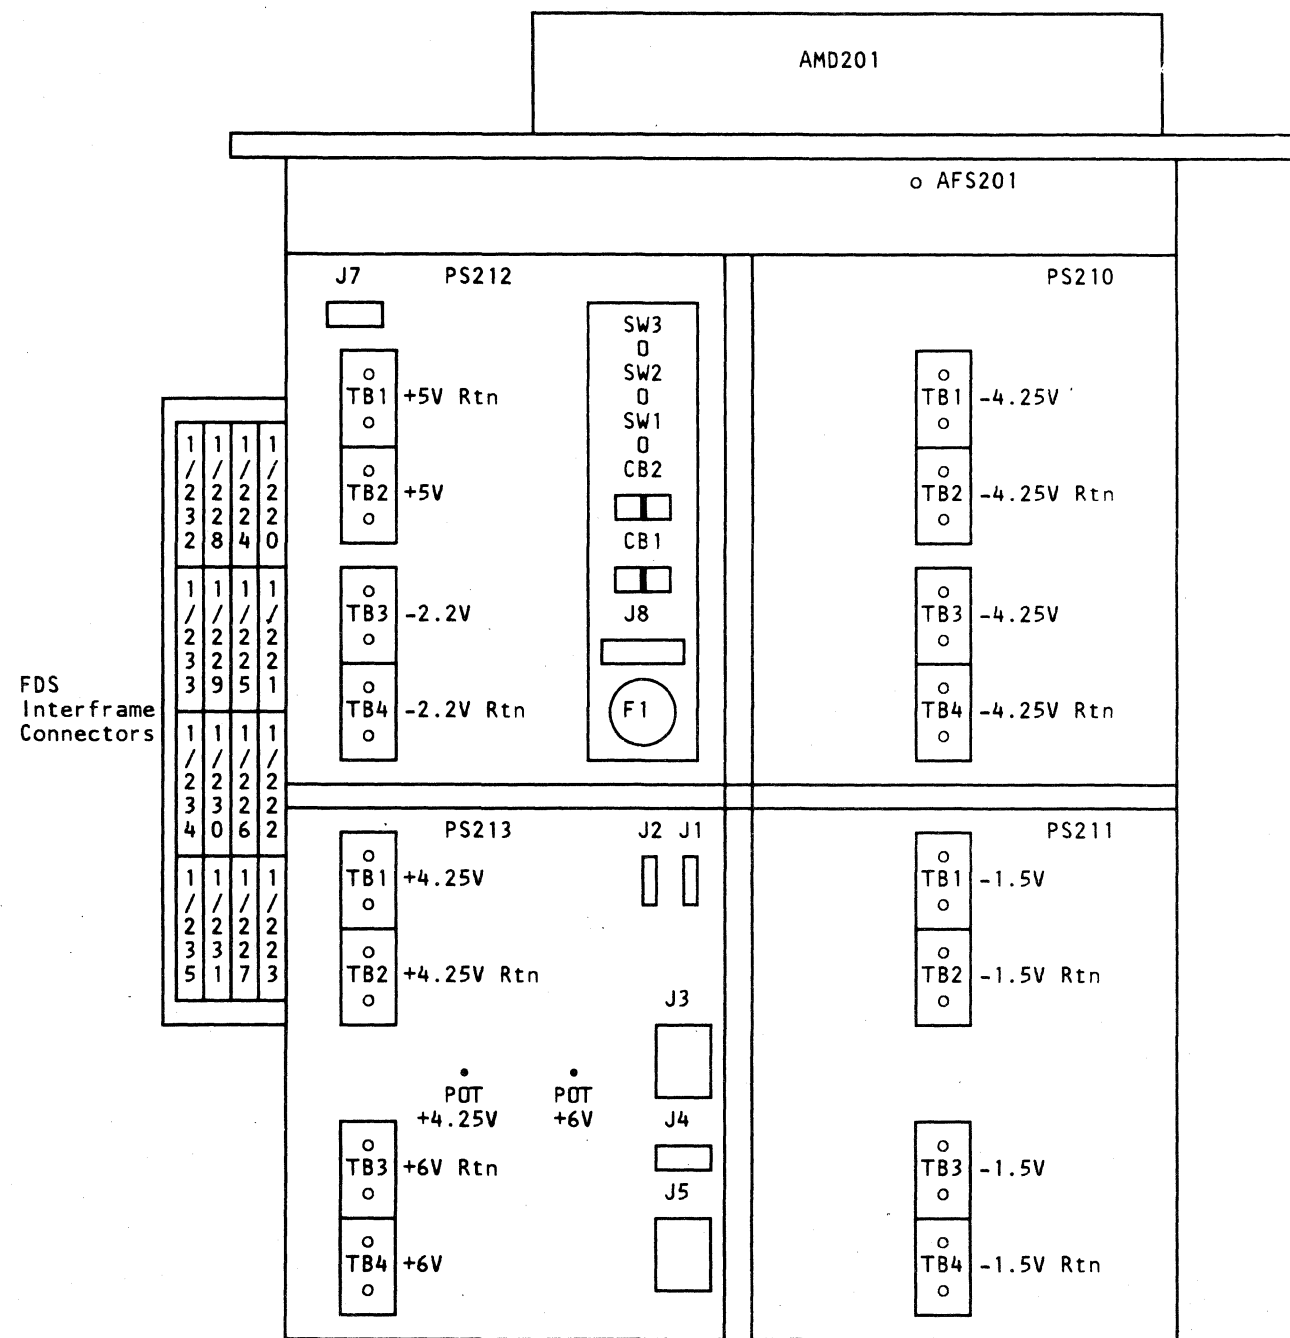 AMD201
AFS201
J7
PS212
SW3
SW2
SW1
CB2
CB1
J8
F1
TB1 +5V Rtn
TB2 +5V
TB3 -2.2V
TB4 -2.2V Rtn
PS210
TB1 -4.25V
TB2 -4.25V Rtn
TB3 -4.25V
TB4 -4.25V Rtn
FDS
Interframe
Connectors
1/232
1/228
1/224
1/220
1/233
1/229
1/225
1/221
1/234
1/230
1/226
1/222
1/235
1/231
1/227
1/223
PS213
J2 J1
TB1 +4.25V
TB2 +4.25V Rtn
J3
POT
+4.25V
POT
+6V
J4
TB3 +6V Rtn
J5
TB4 +6V
PS211
TB1 -1.5V
TB2 -1.5V Rtn
TB3 -1.5V
TB4 -1.5V Rtn